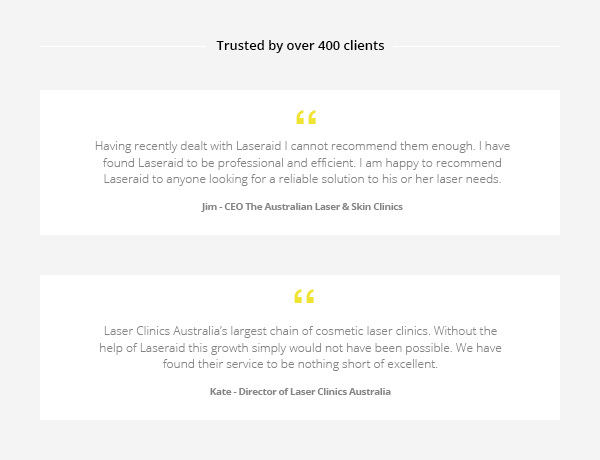 Trusted by over 400 clients
“
Having recently dealt with Laseraid I cannot recommend them enough. I have
found Laseraid to be professional and efficient. I am happy to recommend
Laseraid to anyone looking for a reliable solution to his or her laser needs.
Jim - CEO The Australian Laser & Skin Clinics
“
Laser Clinics Australia's largest chain of cosmetic laser clinics. Without the
help of Laseraid this growth simply would not have been possible. We have
found their service to be nothing short of excellent.
Kate - Director of Laser Clinics Australia